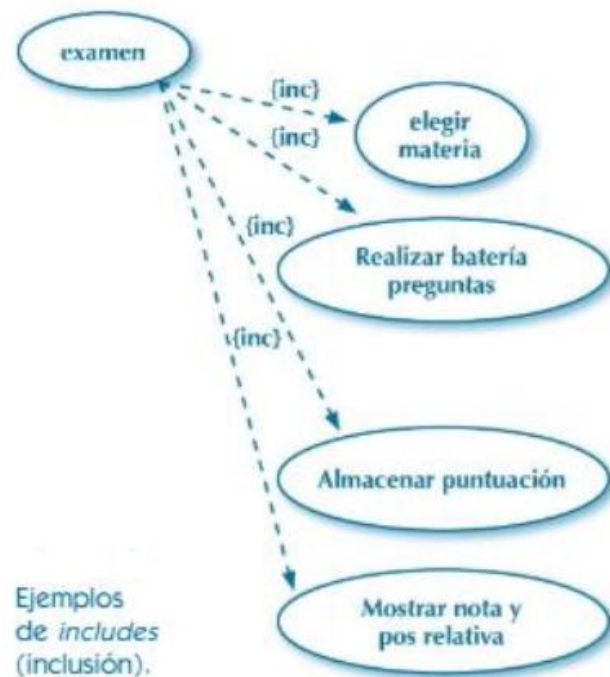 examen
{inc}
elegir
materia
{inc}
Realizar batería
preguntas
{inc}
{inc}
Almacenar puntuación
Mostrar nota y
pos relativa
Ejemplos
de includes
(inclusión).